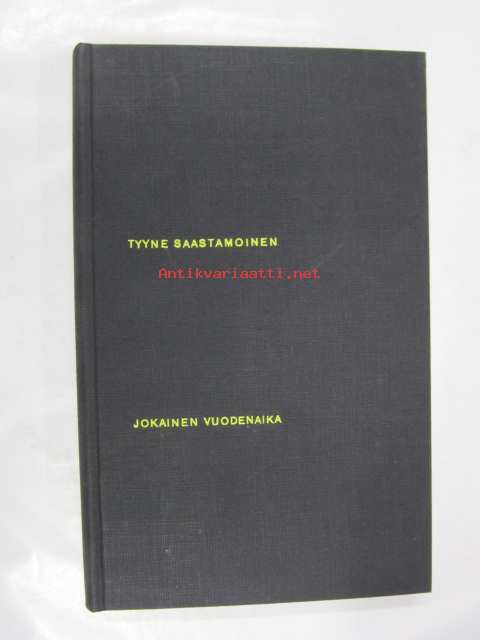 TYYNE SAASTAMOINEN
Antikvariaatti.net
JOKAINEN VUODENAIKA